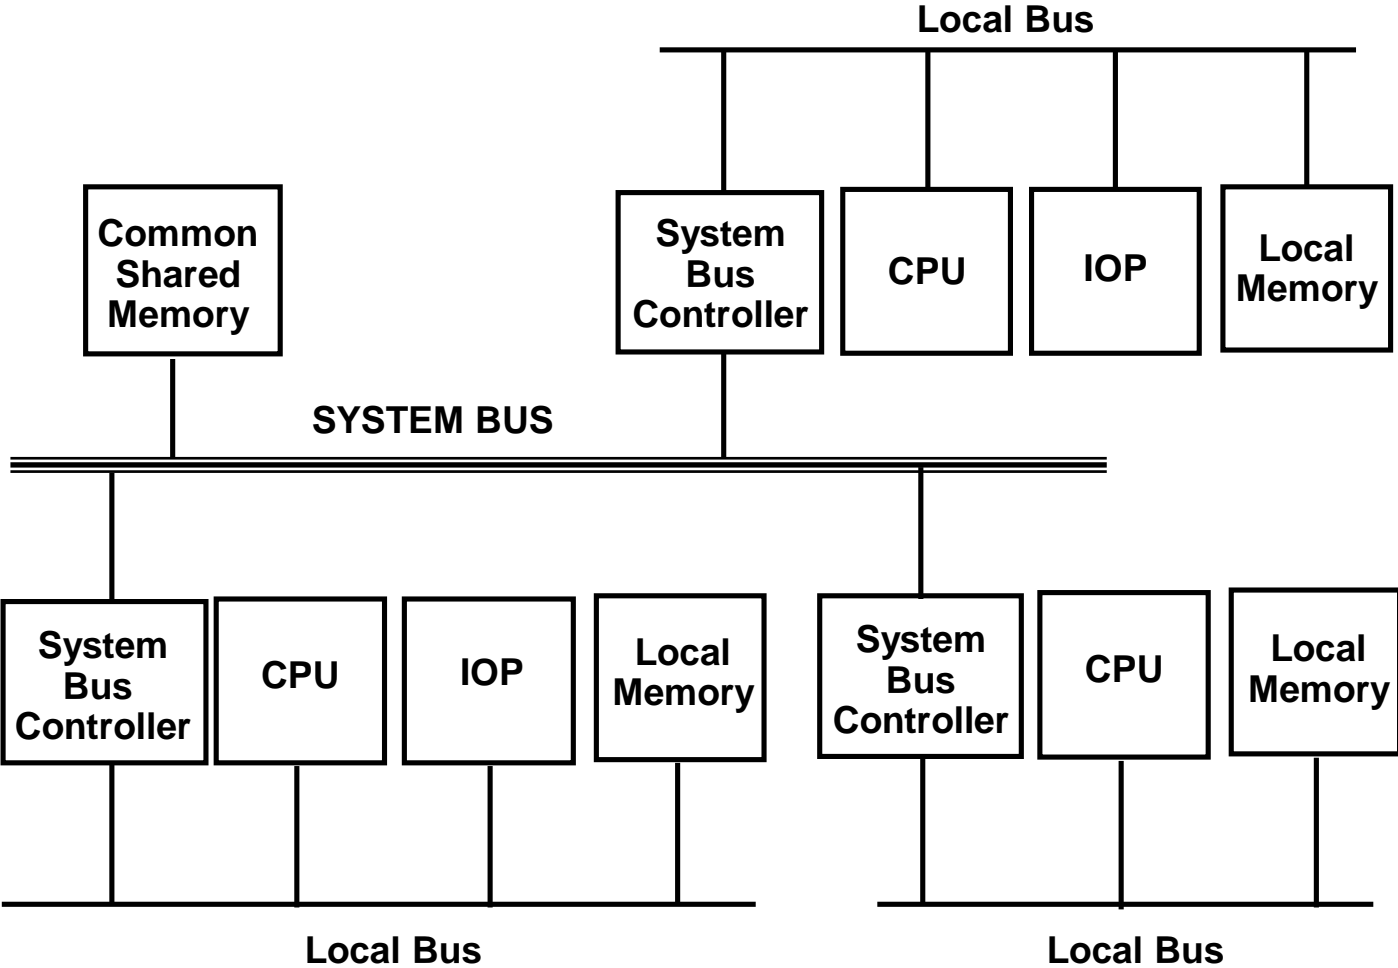 Local Bus
Common
Shared
Memory
System
Bus
Controller
CPU
IOP
Local
Memory
SYSTEM BUS
System
Bus
Controller
CPU
IOP
Local
Memory
System
Bus
Controller
CPU
Local
Memory
Local Bus
Local Bus